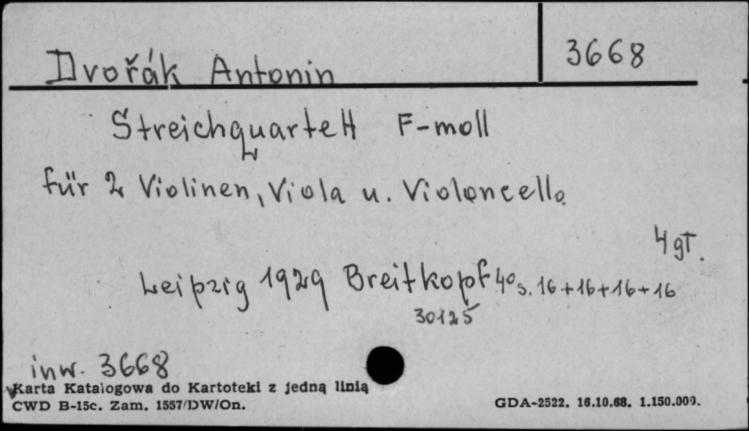 Dvořák Antonin 3668
Streichquartett F-moll
für 2 Violinen, Viola u. Violoncello
4 gT.
Leipzig 1929 Breitkopf 4° s. 16+16+16+16
30125
inw. 3668
Karta Katalogowa do Kartoteki z jedną linią
CWD B-15c. Zam. 1557/DW/On. GDA-2522. 16.10.68. 1.150.000.